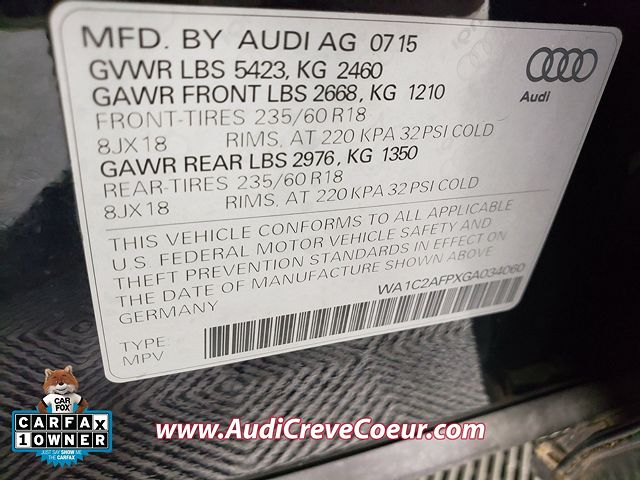 MFD. BY AUDI AG 07 15
GVWR LBS 5423, KG 2460
GAWR FRONT LBS 2668, KG 1210
FRONT-TIRES 235/60 R18
8JX18 RIMS, AT 220 KPA 32 PSI COLD
GAWR REAR LBS 2976, KG 1350
REAR-TIRES 235/60 R18
8JX18 RIMS, AT 220 KPA 32 PSI COLD
Audi
THIS VEHICLE CONFORMS TO ALL APPLICABLE
U.S. FEDERAL MOTOR VEHICLE SAFETY AND
THEFT PREVENTION STANDARDS IN EFFECT ON
THE DATE OF MANUFACTURE SHOWN ABOVE
GERMANY
WA1C2AFPXGA034060
TYPE:
MPV
CAR
FOX
CARFAX
1 OWNER
JUST SAY SHOW ME
THE CARFAX
www.AudiCreveCoeur.com